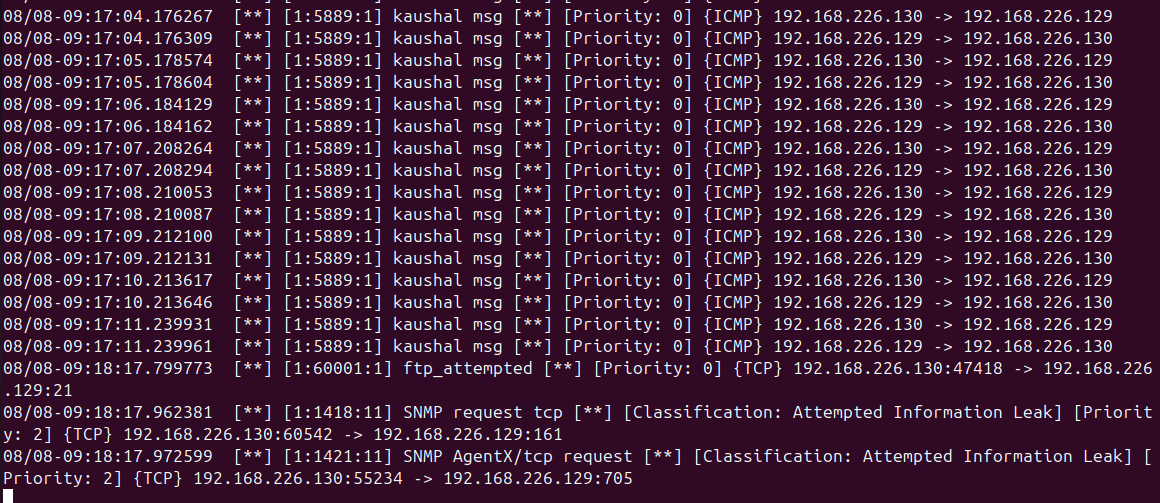 08/08-09:17:04.176267  [**] [1:5889:1] kaushal msg [**] [Priority: 0] {ICMP} 192.168.226.130 -> 192.168.226.129
08/08-09:17:04.176309  [**] [1:5889:1] kaushal msg [**] [Priority: 0] {ICMP} 192.168.226.129 -> 192.168.226.130
08/08-09:17:05.178574  [**] [1:5889:1] kaushal msg [**] [Priority: 0] {ICMP} 192.168.226.130 -> 192.168.226.129
08/08-09:17:05.178604  [**] [1:5889:1] kaushal msg [**] [Priority: 0] {ICMP} 192.168.226.129 -> 192.168.226.130
08/08-09:17:06.184129  [**] [1:5889:1] kaushal msg [**] [Priority: 0] {ICMP} 192.168.226.130 -> 192.168.226.129
08/08-09:17:06.184162  [**] [1:5889:1] kaushal msg [**] [Priority: 0] {ICMP} 192.168.226.129 -> 192.168.226.130
08/08-09:17:07.208264  [**] [1:5889:1] kaushal msg [**] [Priority: 0] {ICMP} 192.168.226.130 -> 192.168.226.129
08/08-09:17:07.208294  [**] [1:5889:1] kaushal msg [**] [Priority: 0] {ICMP} 192.168.226.129 -> 192.168.226.130
08/08-09:17:08.210053  [**] [1:5889:1] kaushal msg [**] [Priority: 0] {ICMP} 192.168.226.130 -> 192.168.226.129
08/08-09:17:08.210087  [**] [1:5889:1] kaushal msg [**] [Priority: 0] {ICMP} 192.168.226.129 -> 192.168.226.130
08/08-09:17:09.212100  [**] [1:5889:1] kaushal msg [**] [Priority: 0] {ICMP} 192.168.226.130 -> 192.168.226.129
08/08-09:17:09.212131  [**] [1:5889:1] kaushal msg [**] [Priority: 0] {ICMP} 192.168.226.129 -> 192.168.226.130
08/08-09:17:10.213617  [**] [1:5889:1] kaushal msg [**] [Priority: 0] {ICMP} 192.168.226.130 -> 192.168.226.129
08/08-09:17:10.213646  [**] [1:5889:1] kaushal msg [**] [Priority: 0] {ICMP} 192.168.226.129 -> 192.168.226.130
08/08-09:17:11.239931  [**] [1:5889:1] kaushal msg [**] [Priority: 0] {ICMP} 192.168.226.130 -> 192.168.226.129
08/08-09:17:11.239961  [**] [1:5889:1] kaushal msg [**] [Priority: 0] {ICMP} 192.168.226.129 -> 192.168.226.130
08/08-09:18:17.799773  [**] [1:60001:1] ftp_attempted [**] [Priority: 0] {TCP} 192.168.226.130:47418 -> 192.168.226
.129:21
08/08-09:18:17.962381  [**] [1:1418:11] SNMP request tcp [**] [Classification: Attempted Information Leak] [Priorit
y: 2] {TCP} 192.168.226.130:60542 -> 192.168.226.129:161
08/08-09:18:17.972599  [**] [1:1421:11] SNMP AgentX/tcp request [**] [Classification: Attempted Information Leak] [
Priority: 2] {TCP} 192.168.226.130:55234 -> 192.168.226.129:705